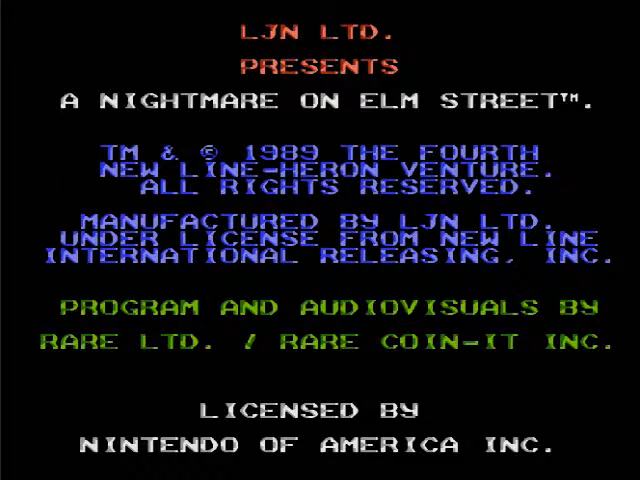 LJN LTD.
PRESENTS
A NIGHTMARE ON ELM STREET™.
TM & © 1989 THE FOURTH
NEW LINE-HERON VENTURE.
ALL RIGHTS RESERVED.
MANUFACTURED BY LJN LTD.
UNDER LICENSE FROM NEW LINE
INTERNATIONAL RELEASING, INC.
PROGRAM AND AUDIOVISUALS BY
RARE LTD. / RARE COIN-IT INC.
LICENSED BY
NINTENDO OF AMERICA INC.